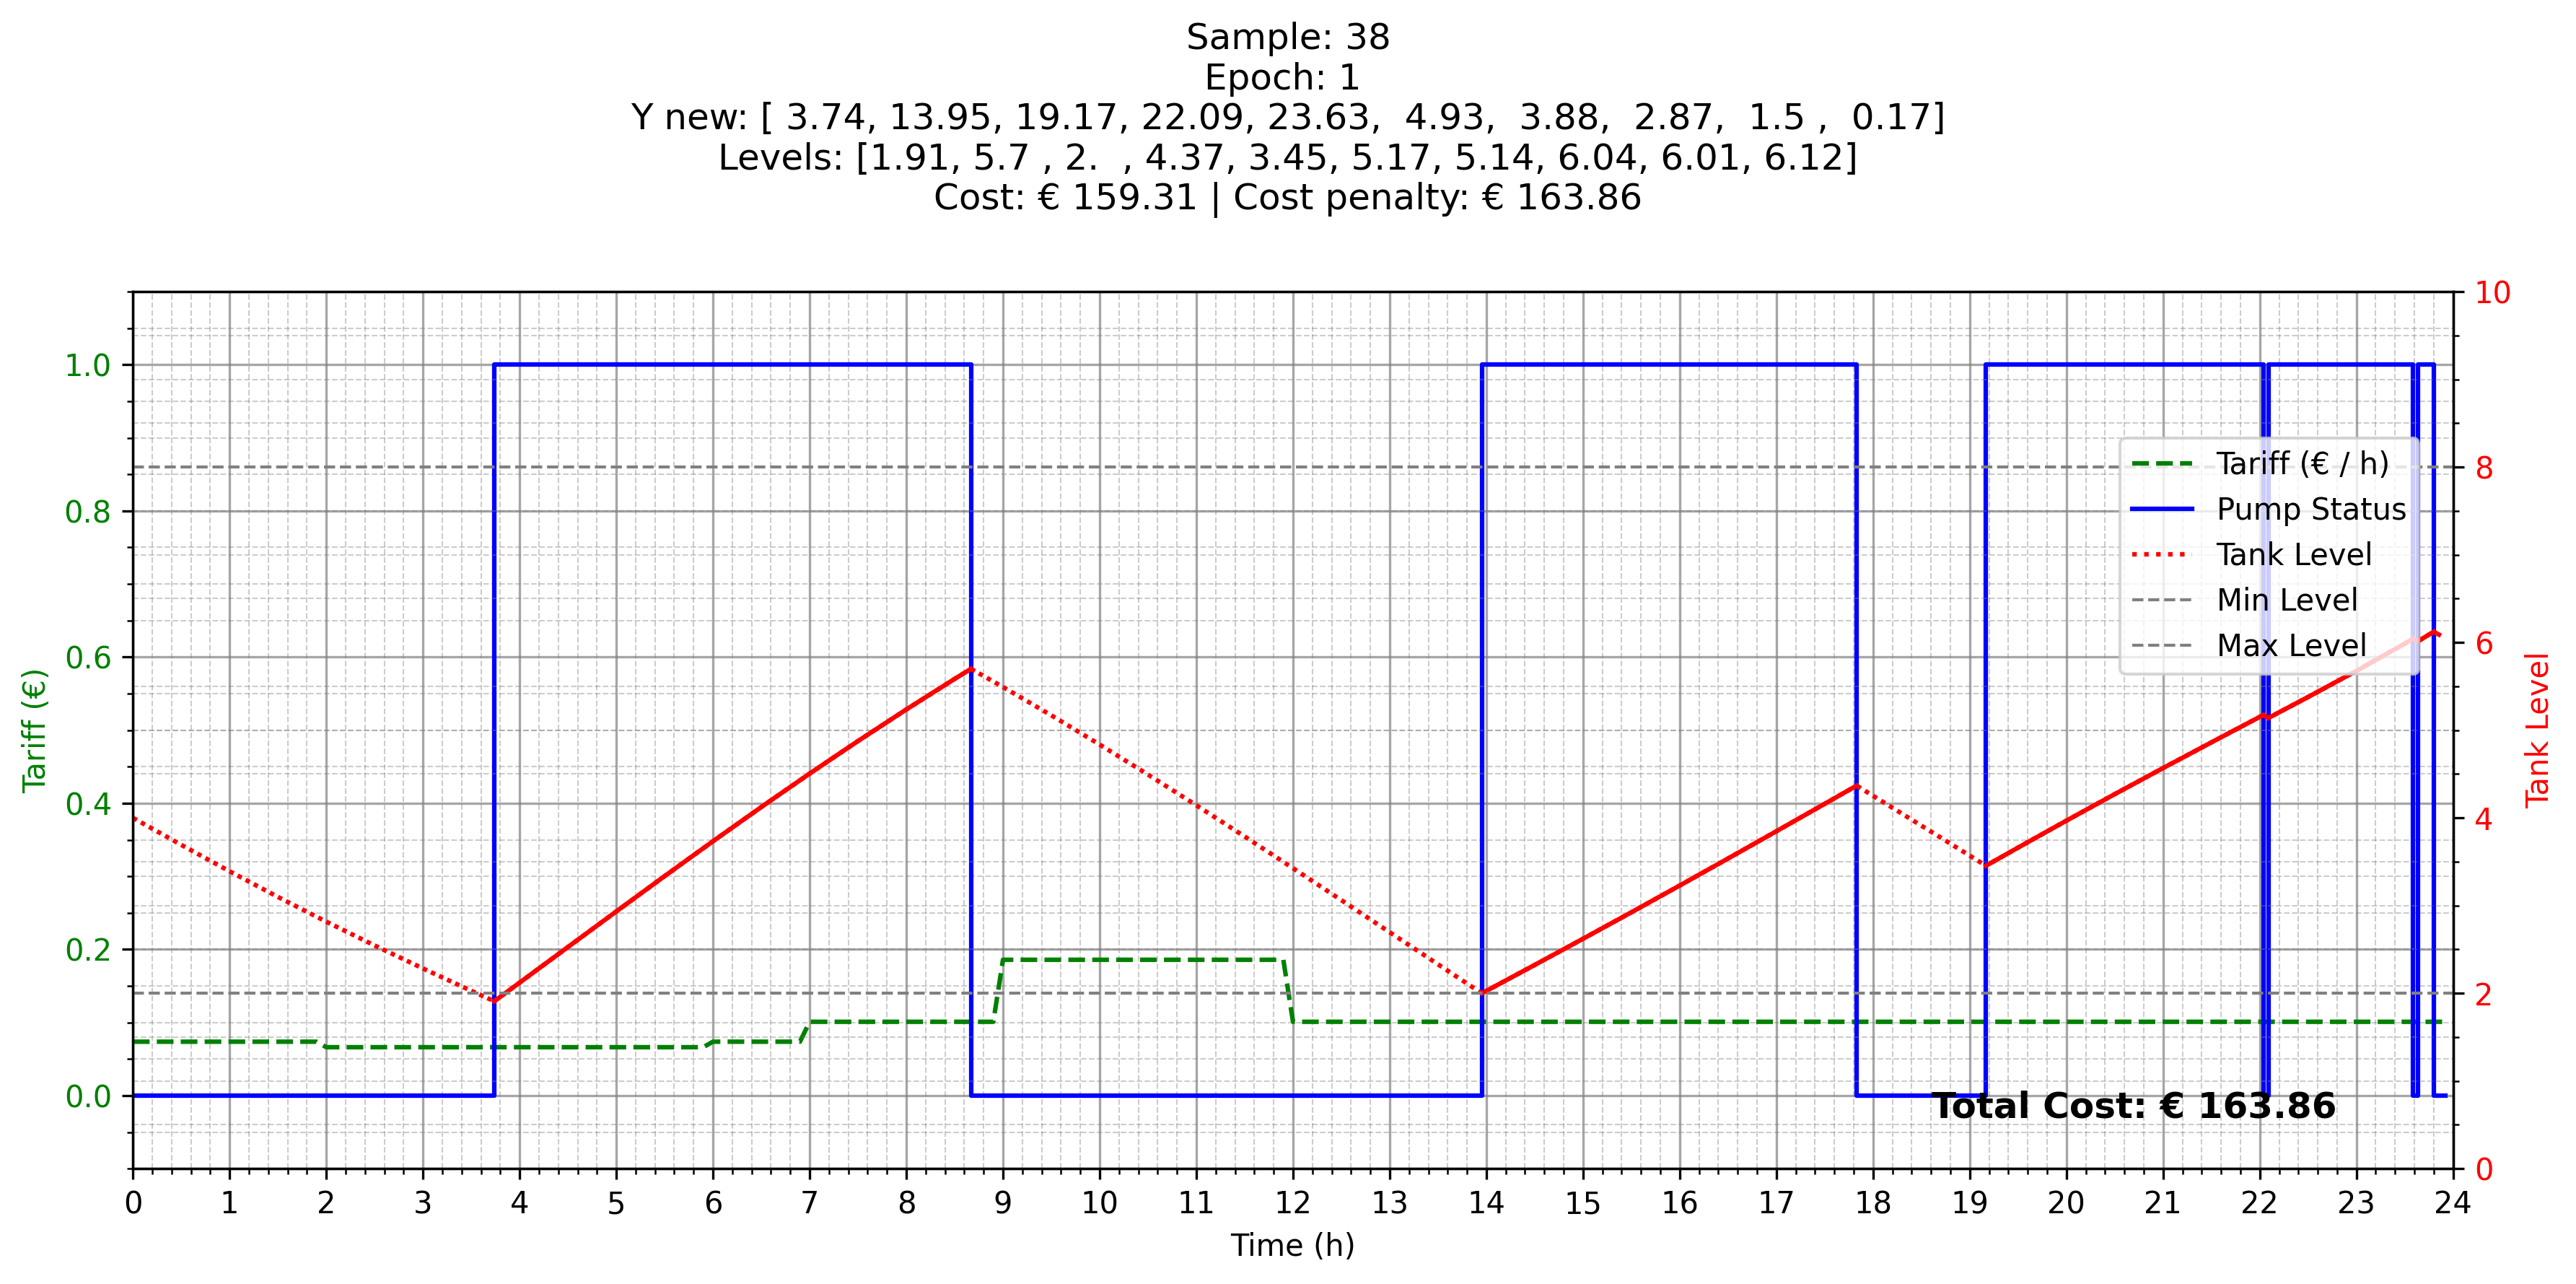 Sample: 38
Epoch: 1
Y new: [ 3.74, 13.95, 19.17, 22.09, 23.63,  4.93,  3.88,  2.87,  1.5 ,  0.17]
Levels: [1.91, 5.7 , 2.  , 4.37, 3.45, 5.17, 5.14, 6.04, 6.01, 6.12]
Cost: € 159.31 | Cost penalty: € 163.86
1.0
0.8
0.6
0.4
0.2
0.0
Tariff (€)
10
8
6
4
2
0
Tank Level
Tariff (€ / h)
Pump Status
Tank Level
Min Level
Max Level
Total Cost: € 163.86
0 1 2 3 4 5 6 7 8 9 10 11 12 13 14 15 16 17 18 19 20 21 22 23 24
Time (h)